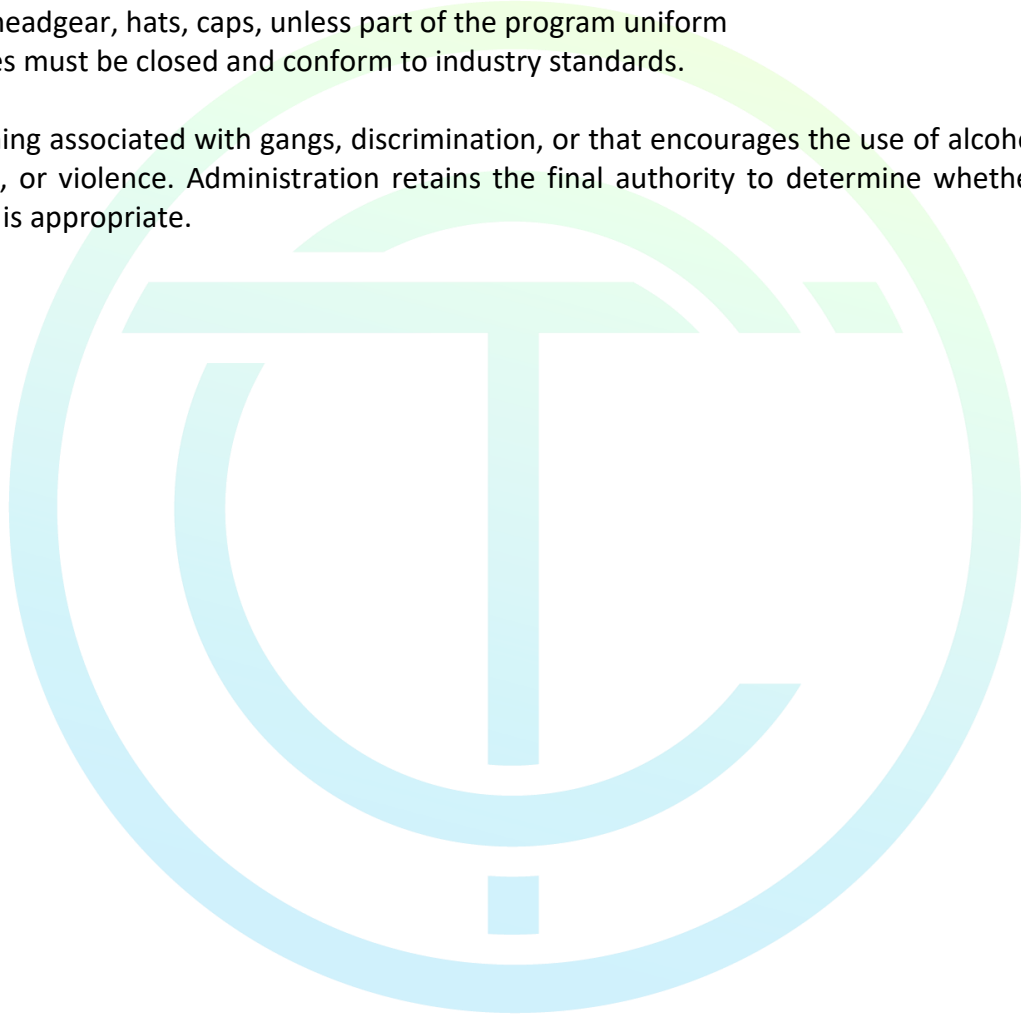 headgear, hats, caps, unless part of the program uniform
es must be closed and conform to industry standards.
ing associated with gangs, discrimination, or that encourages the use of alcoho
, or violence. Administration retains the final authority to determine whethe
is appropriate.